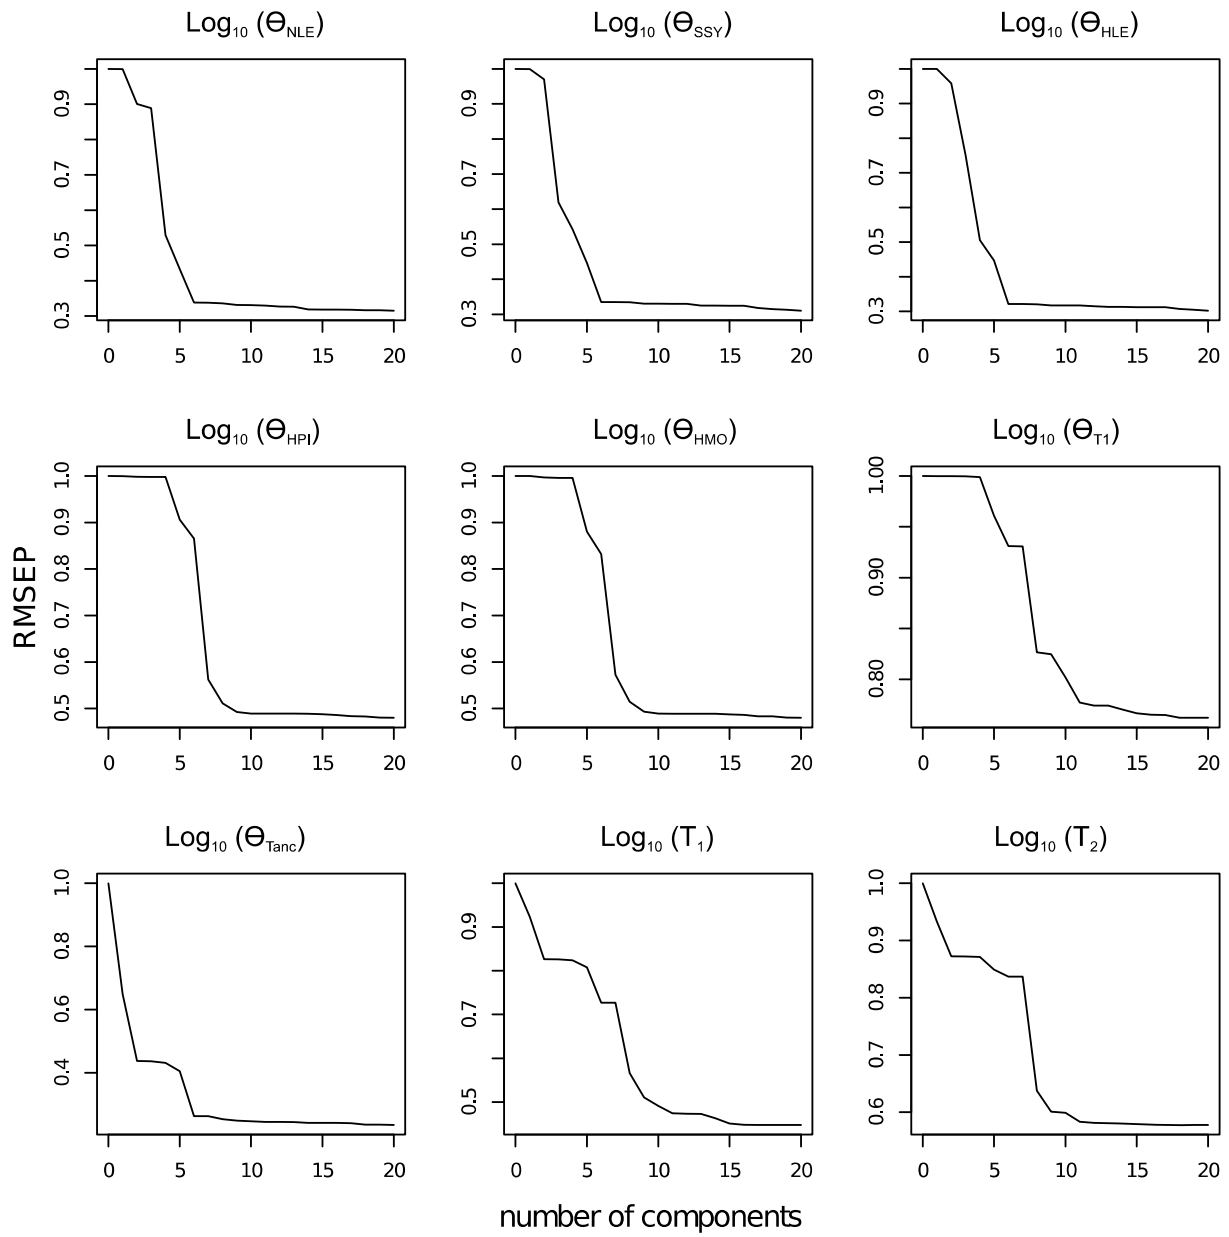 Log₁₀ (ΘNLE)
Log₁₀ (ΘSSY)
Log₁₀ (ΘHLE)
0.9
0.7
0.5
0.3
0 5 10 15 20
0.9
0.7
0.5
0.3
0 5 10 15 20
0.9
0.7
0.5
0.3
0 5 10 15 20
Log₁₀ (ΘHPI)
Log₁₀ (ΘHMO)
Log₁₀ (ΘT1)
RMSEP
1.0
0.9
0.8
0.7
0.6
0.5
0 5 10 15 20
1.0
0.9
0.8
0.7
0.6
0.5
0 5 10 15 20
1.00
0.90
0.80
0 5 10 15 20
Log₁₀ (ΘTanc)
Log₁₀ (T₁)
Log₁₀ (T₂)
1.0
0.8
0.6
0.4
0 5 10 15 20
0.9
0.7
0.5
0 5 10 15 20
1.0
0.9
0.8
0.7
0.6
0 5 10 15 20
number of components